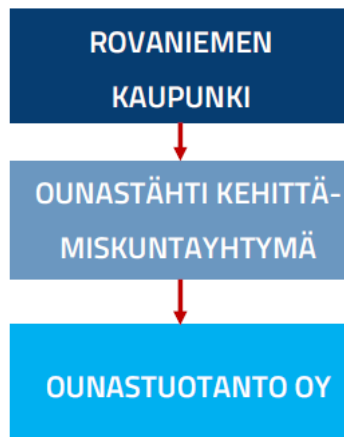 ROVANIEMEN
KAUPUNKI
OUNASTÄHTI KEHITTÄ-
MISKUNTAYHTYMÄ
OUNASTUOTANTO OY